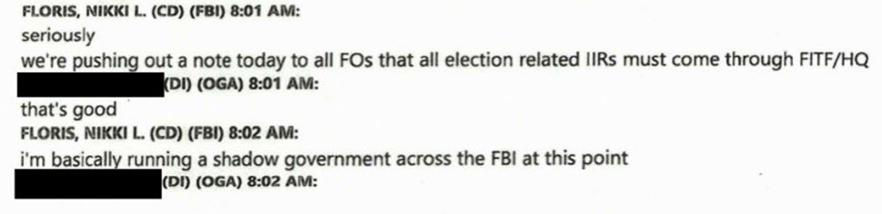 FLORIS, NIKKI L. (CD) (FBI) 8:01 AM:
seriously
we're pushing out a note today to all FOs that all election related IIRs must come through FITF/HQ
(DI) (OGA) 8:01 AM:
that's good
FLORIS, NIKKI L. (CD) (FBI) 8:02 AM:
i'm basically running a shadow government across the FBI at this point
(DI) (OGA) 8:02 AM: